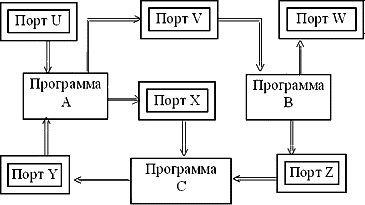 Порт U
Порт V
Порт W
Программа
A
Порт X
Программа
B
Порт Y
Программа
C
Порт Z